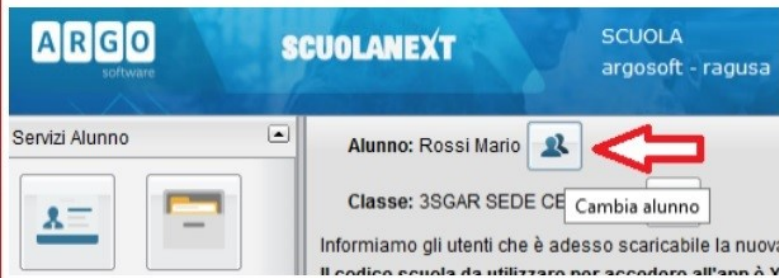 ARGO
software
SCUOLANEXT
SCUOLA
argosoft - ragusa
Servizi Alunno
Alunno: Rossi Mario
Classe: 3SGAR SEDE CE
Cambia alunno
Informiamo gli utenti che è adesso scaricabile la nuova
Il codice scuola da utilizzare per accedere all'app è X